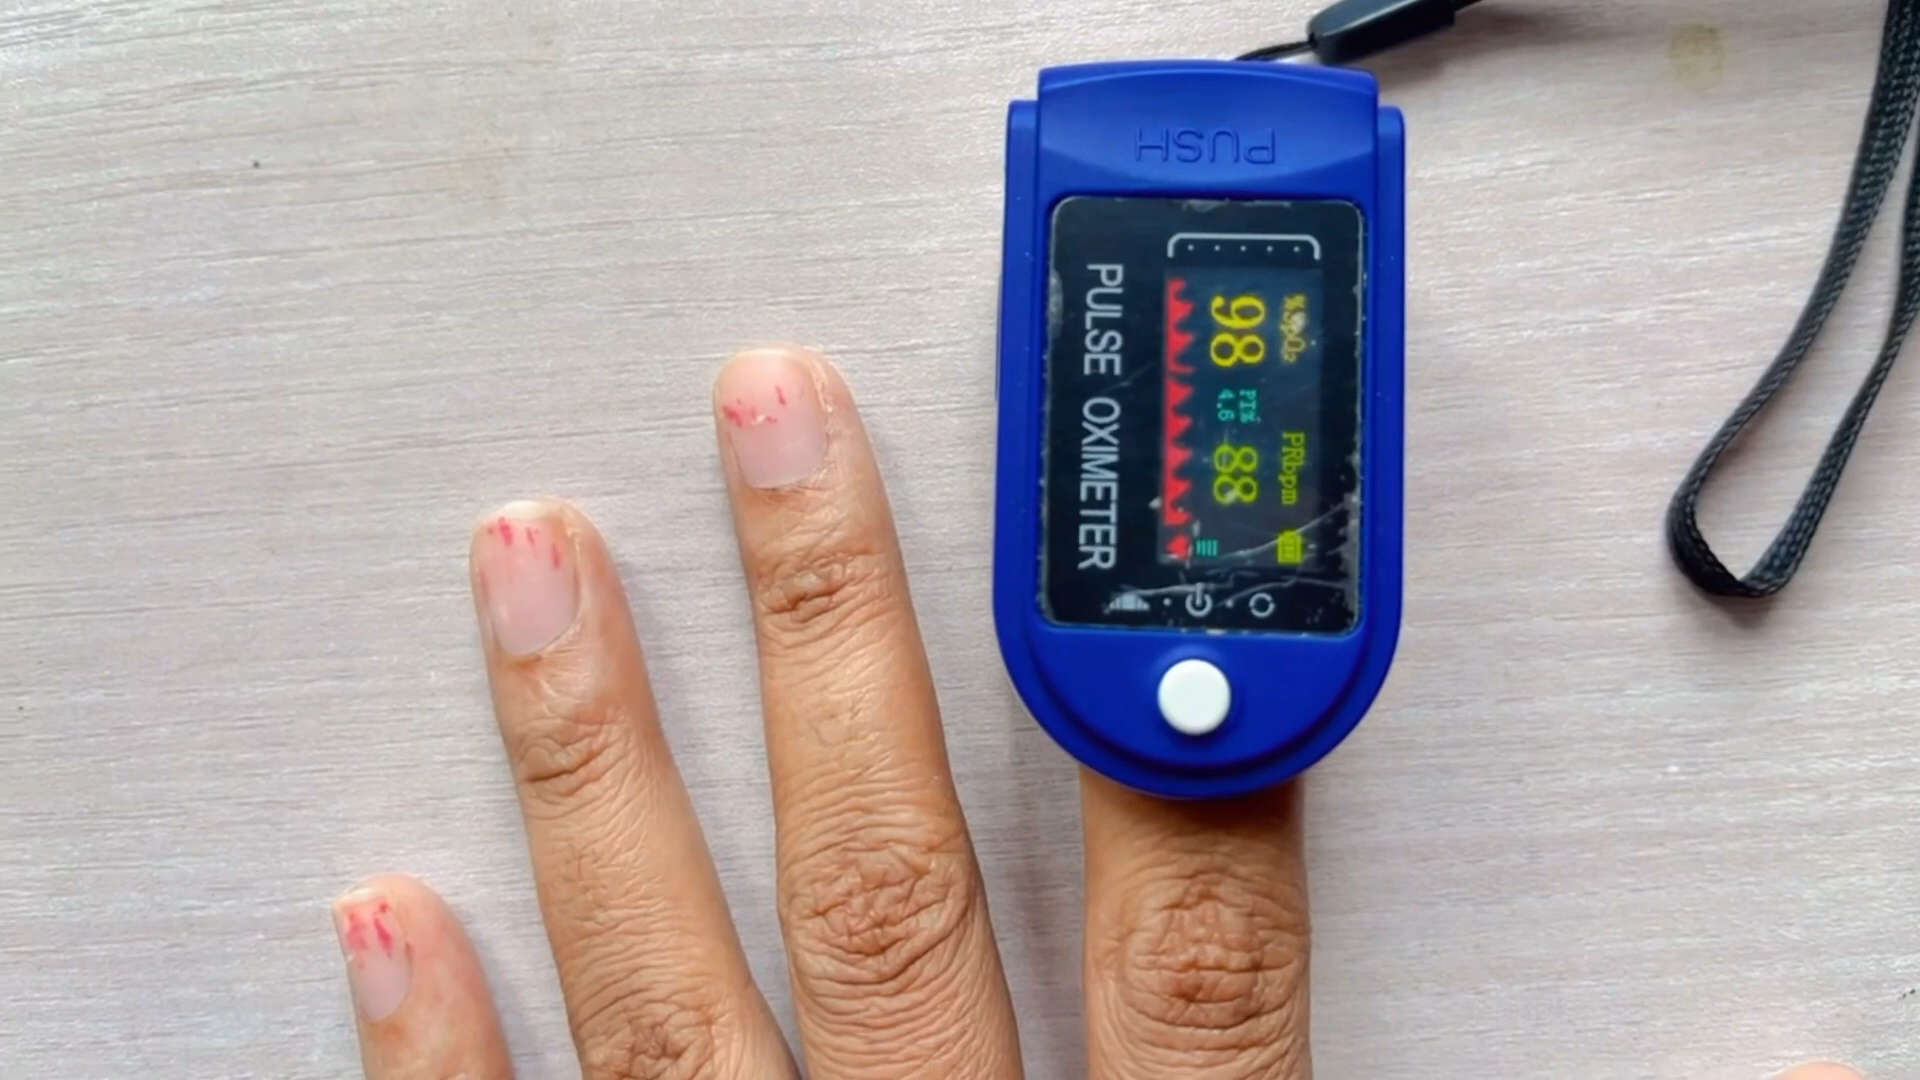 PUSH
%SpO₂
PRbpm
98
PI%
4.6
88
PULSE OXIMETER